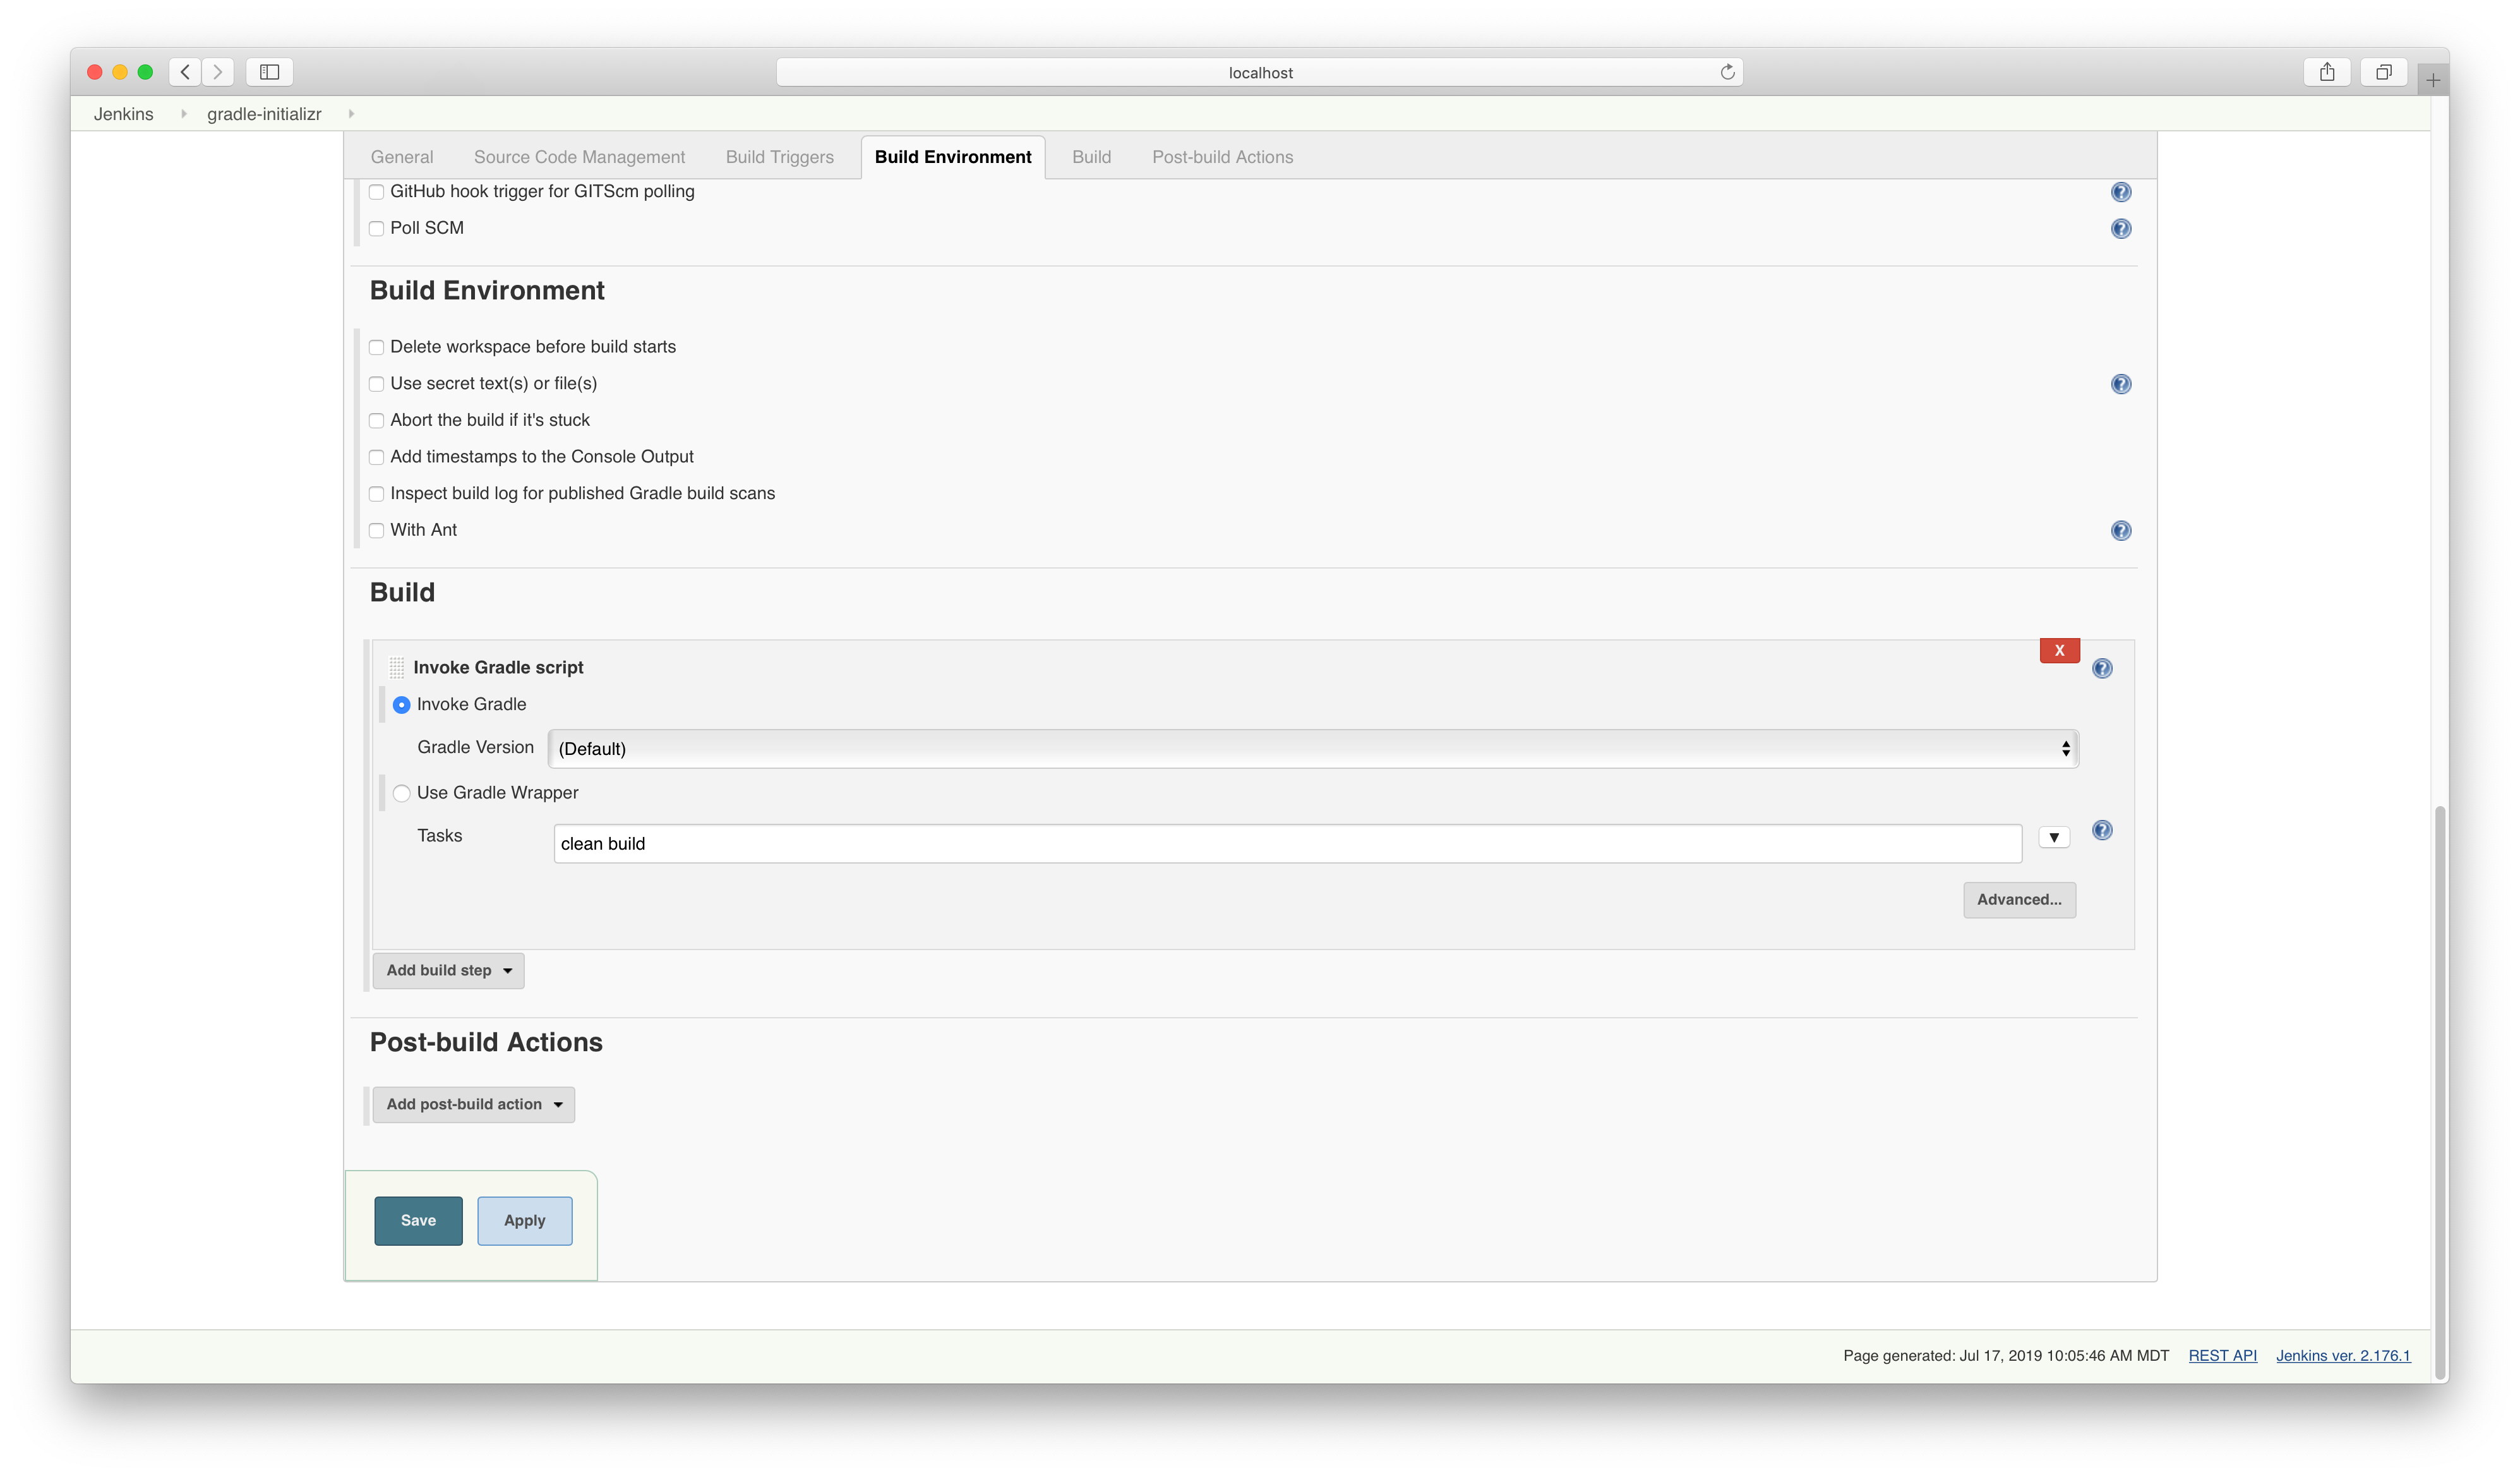 localhost
Jenkins gradle-initializr
General Source Code Management Build Triggers Build Environment Build Post-build Actions
GitHub hook trigger for GITScm polling
Poll SCM
Build Environment
Delete workspace before build starts
Use secret text(s) or file(s)
Abort the build if it's stuck
Add timestamps to the Console Output
Inspect build log for published Gradle build scans
With Ant
Build
X
Invoke Gradle script
Invoke Gradle
Gradle Version (Default)
Use Gradle Wrapper
Tasks clean build
Advanced...
Add build step
Post-build Actions
Add post-build action
Save Apply
Page generated: Jul 17, 2019 10:05:46 AM MDT REST API Jenkins ver. 2.176.1